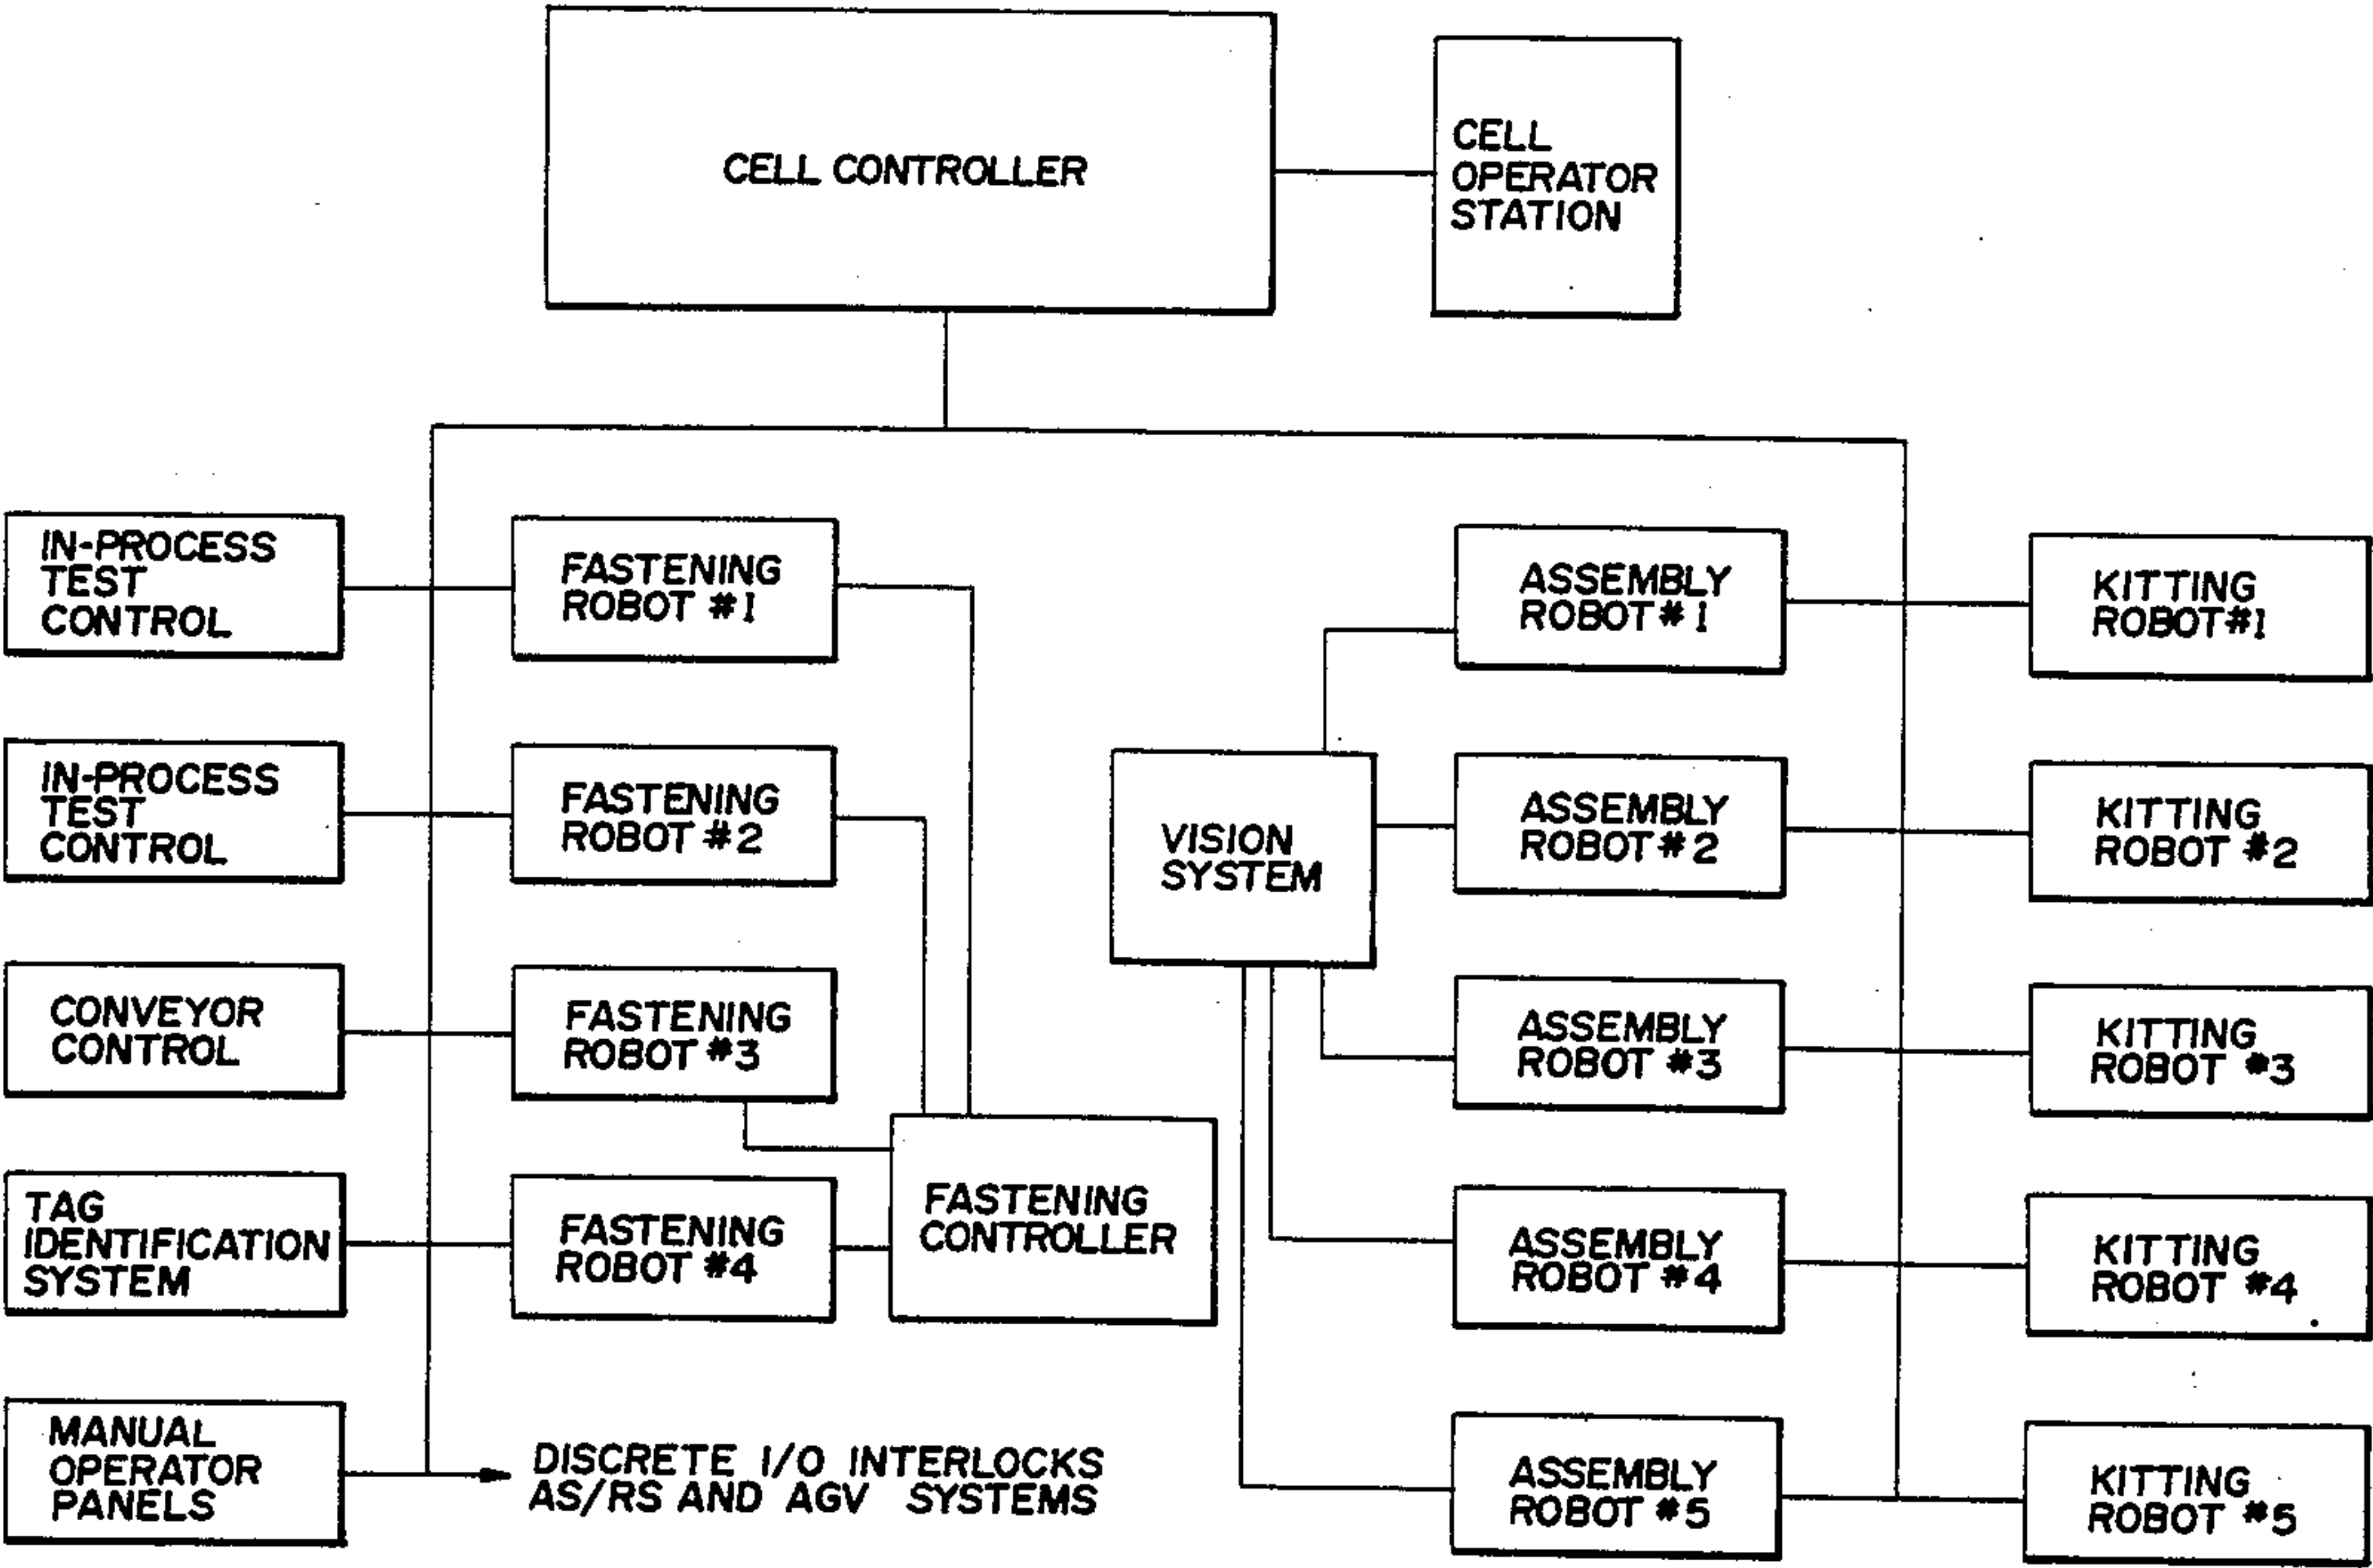 CELL CONTROLLER
CELL
OPERATOR
STATION
IN-PROCESS
TEST
CONTROL
FASTENING
ROBOT #1
ASSEMBLY
ROBOT # 1
KITTING
ROBOT#1
IN-PROCESS
TEST
CONTROL
FASTENING
ROBOT #2
VISION
SYSTEM
ASSEMBLY
ROBOT #2
KITTING
ROBOT #2
CONVEYOR
CONTROL
FASTENING
ROBOT #3
ASSEMBLY
ROBOT #3
KITTING
ROBOT #3
TAG
IDENTIFICATION
SYSTEM
FASTENING
ROBOT #4
FASTENING
CONTROLLER
ASSEMBLY
ROBOT #4
KITTING
ROBOT #4
MANUAL
OPERATOR
PANELS
DISCRETE I/O INTERLOCKS
AS/RS AND AGV SYSTEMS
ASSEMBLY
ROBOT #5
KITTING
ROBOT #5